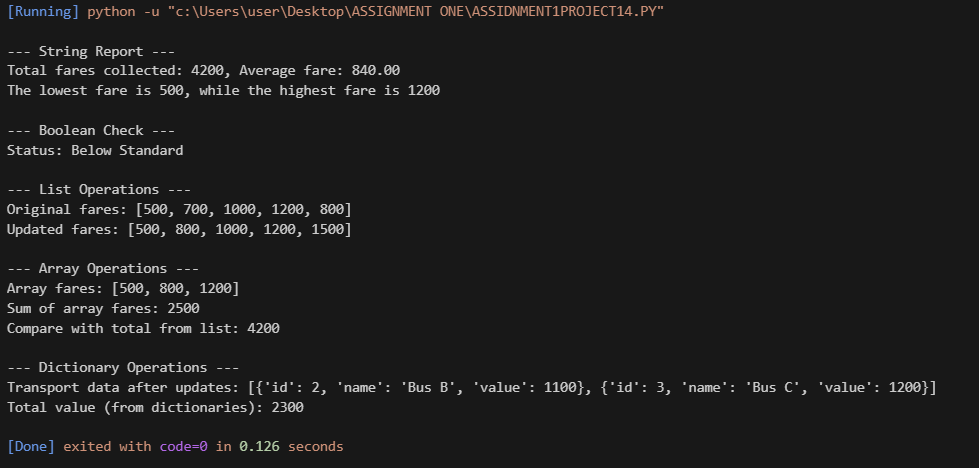 [Running] python -u "c:\Users\user\Desktop\ASSIGNMENT ONE\ASSIDNMENT1PROJECT14.PY"
--- String Report ---
Total fares collected: 4200, Average fare: 840.00
The lowest fare is 500, while the highest fare is 1200
--- Boolean Check ---
Status: Below Standard
--- List Operations ---
Original fares: [500, 700, 1000, 1200, 800]
Updated fares: [500, 800, 1000, 1200, 1500]
--- Array Operations ---
Array fares: [500, 800, 1200]
Sum of array fares: 2500
Compare with total from list: 4200
--- Dictionary Operations ---
Transport data after updates: [{'id': 2, 'name': 'Bus B', 'value': 1100}, {'id': 3, 'name': 'Bus C', 'value': 1200}]
Total value (from dictionaries): 2300
[Done] exited with code=0 in 0.126 seconds